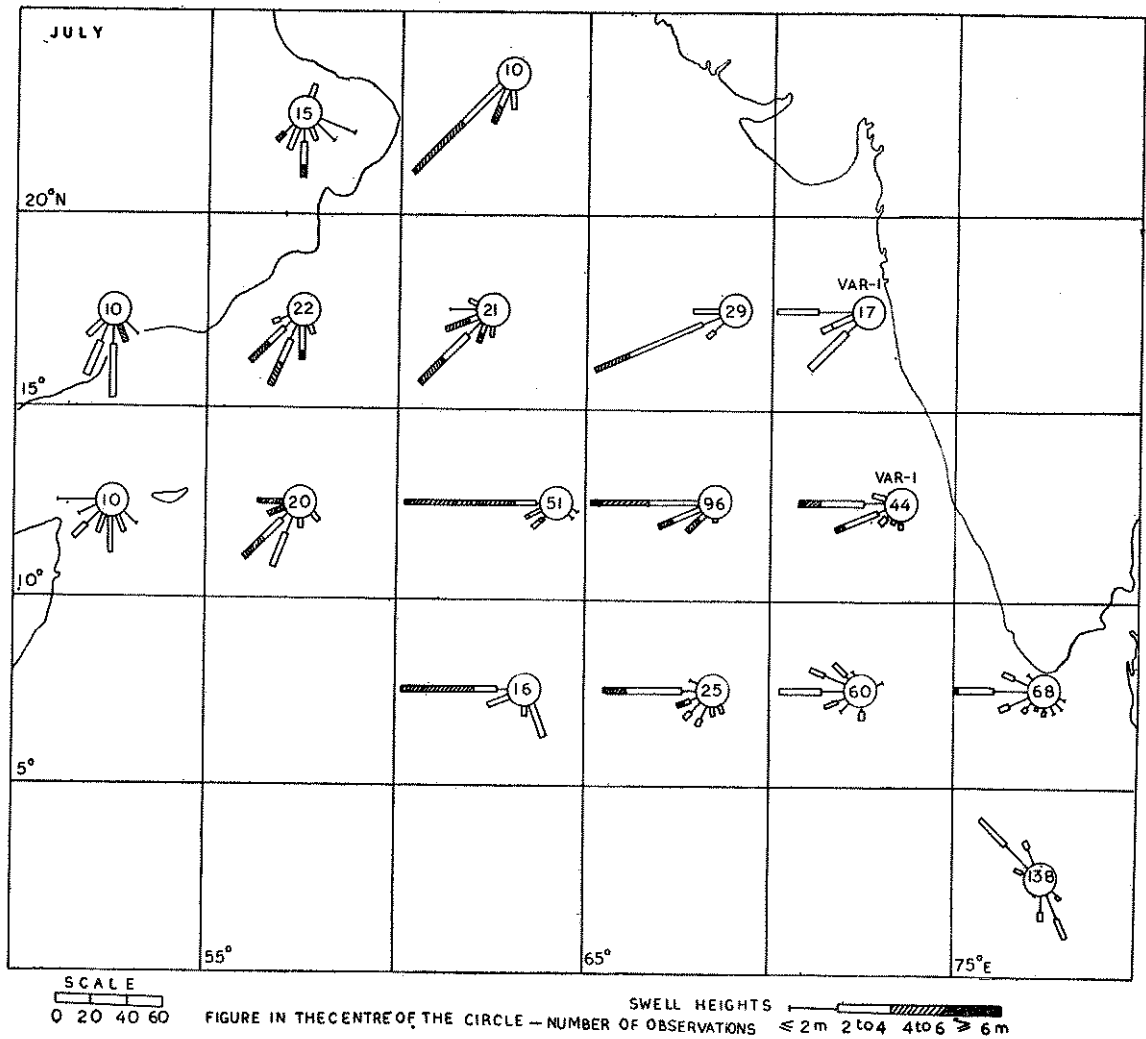 JULY
10
15
20°N
VAR-1
10
22
21
29
17
15°
VAR-1
10
20
51
96
44
10°
16
25
60
68
5°
138
55°
65°
75°E
SCALE
0 20 40 60
SWELL HEIGHTS
FIGURE IN THE CENTRE OF THE CIRCLE — NUMBER OF OBSERVATIONS
≤ 2 m 2 to 4 4 to 6 ≥ 6 m